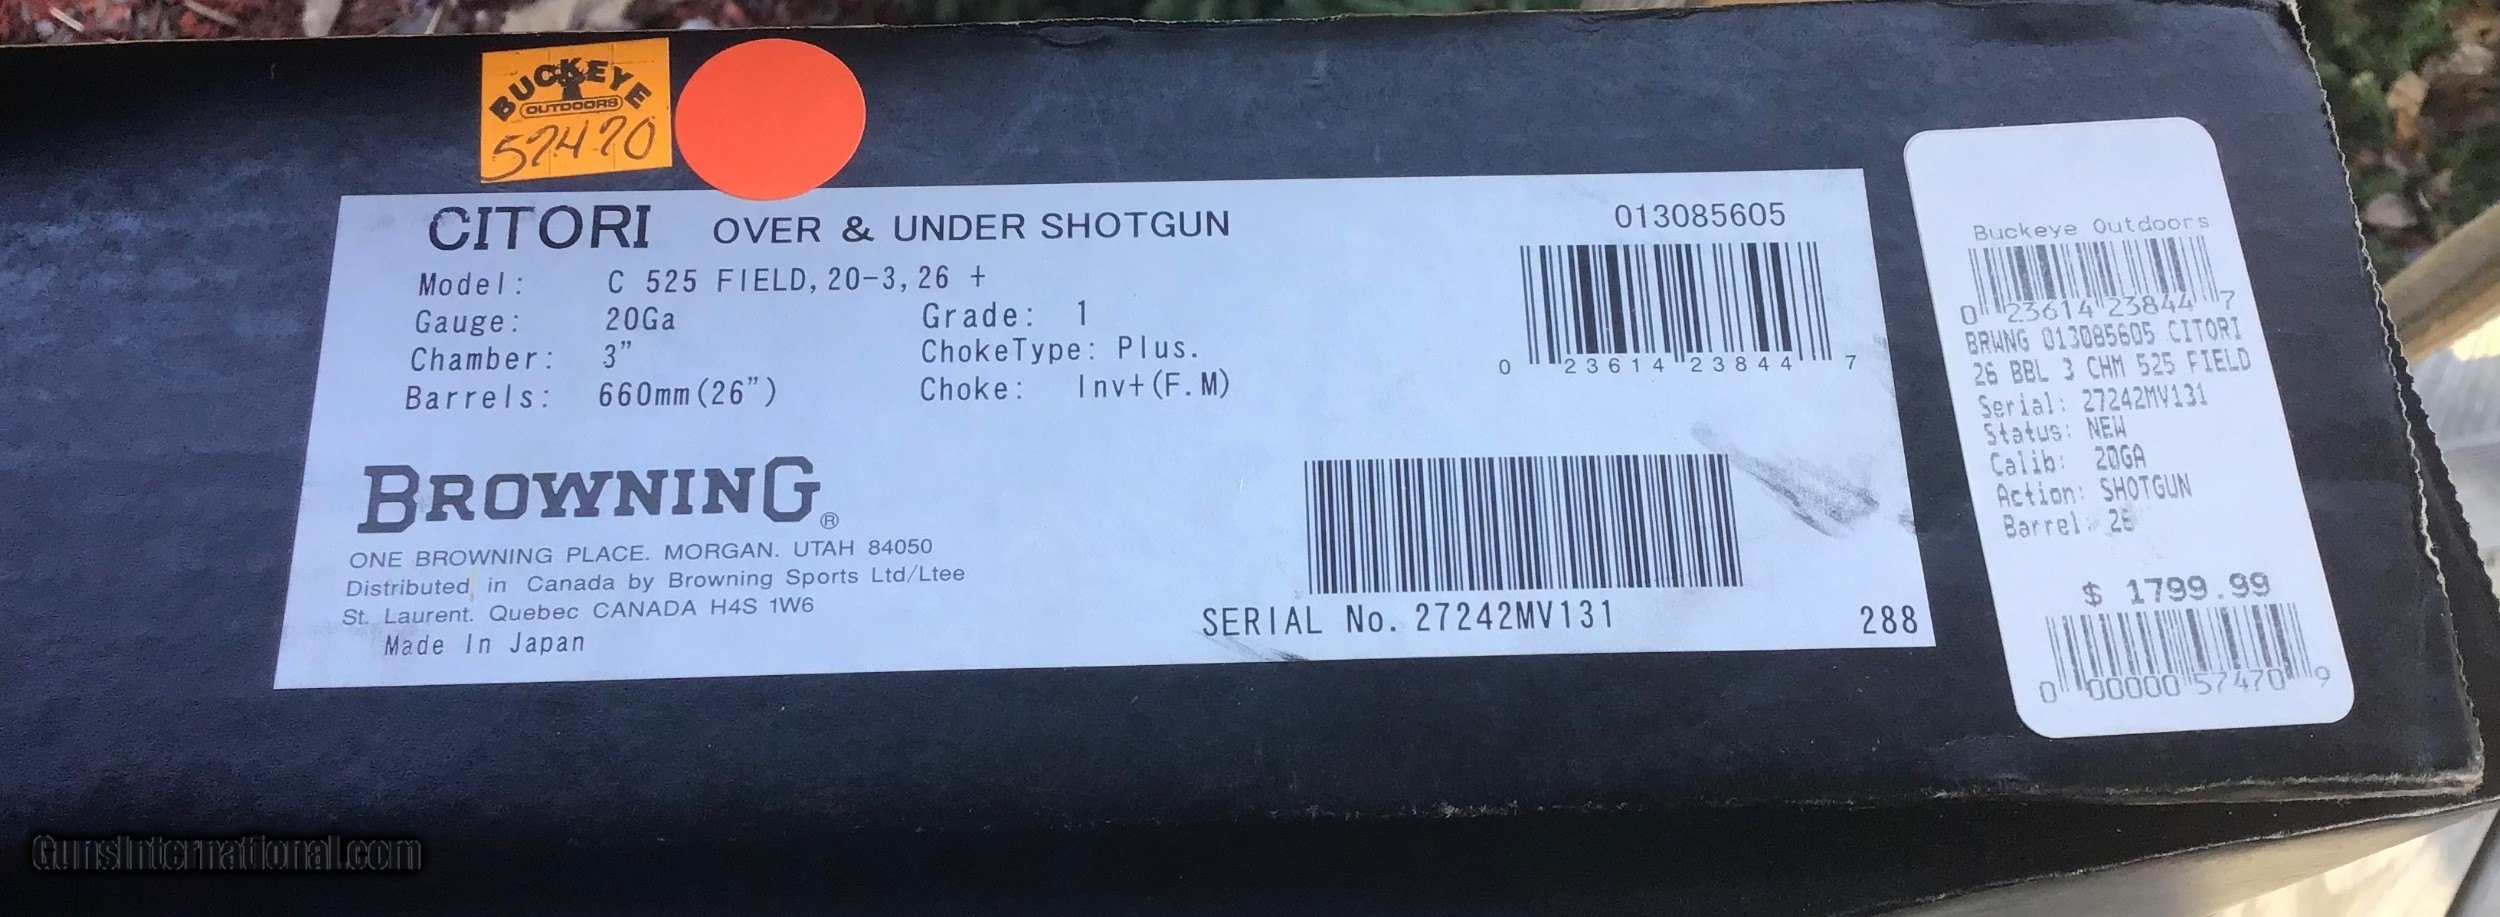 BUCKEYE
OUTDOORS
57470
CITORI OVER & UNDER SHOTGUN
Model: C 525 FIELD, 20-3, 26 +
Gauge: 20Ga Grade: 1
Chamber: 3" ChokeType: Plus.
Barrels: 660mm(26") Choke: Inv+(F.M)
013085605
0 23614 23844 7
BROWNING®
ONE BROWNING PLACE. MORGAN. UTAH 84050
Distributed in Canada by Browning Sports Ltd/Ltee
St. Laurent. Quebec CANADA H4S 1W6
Made In Japan
SERIAL No. 27242MV131
288
Buckeye Outdoors
0 23614 23844 7
BRWNG 013085605 CITORI
26 BBL 3 CHM 525 FIELD
Serial: 27242MV131
Status: NEW
Calib: 20GA
Action: SHOTGUN
Barrel: 26
$ 1799.99
0 00000 57470 9
GunsInternational.com